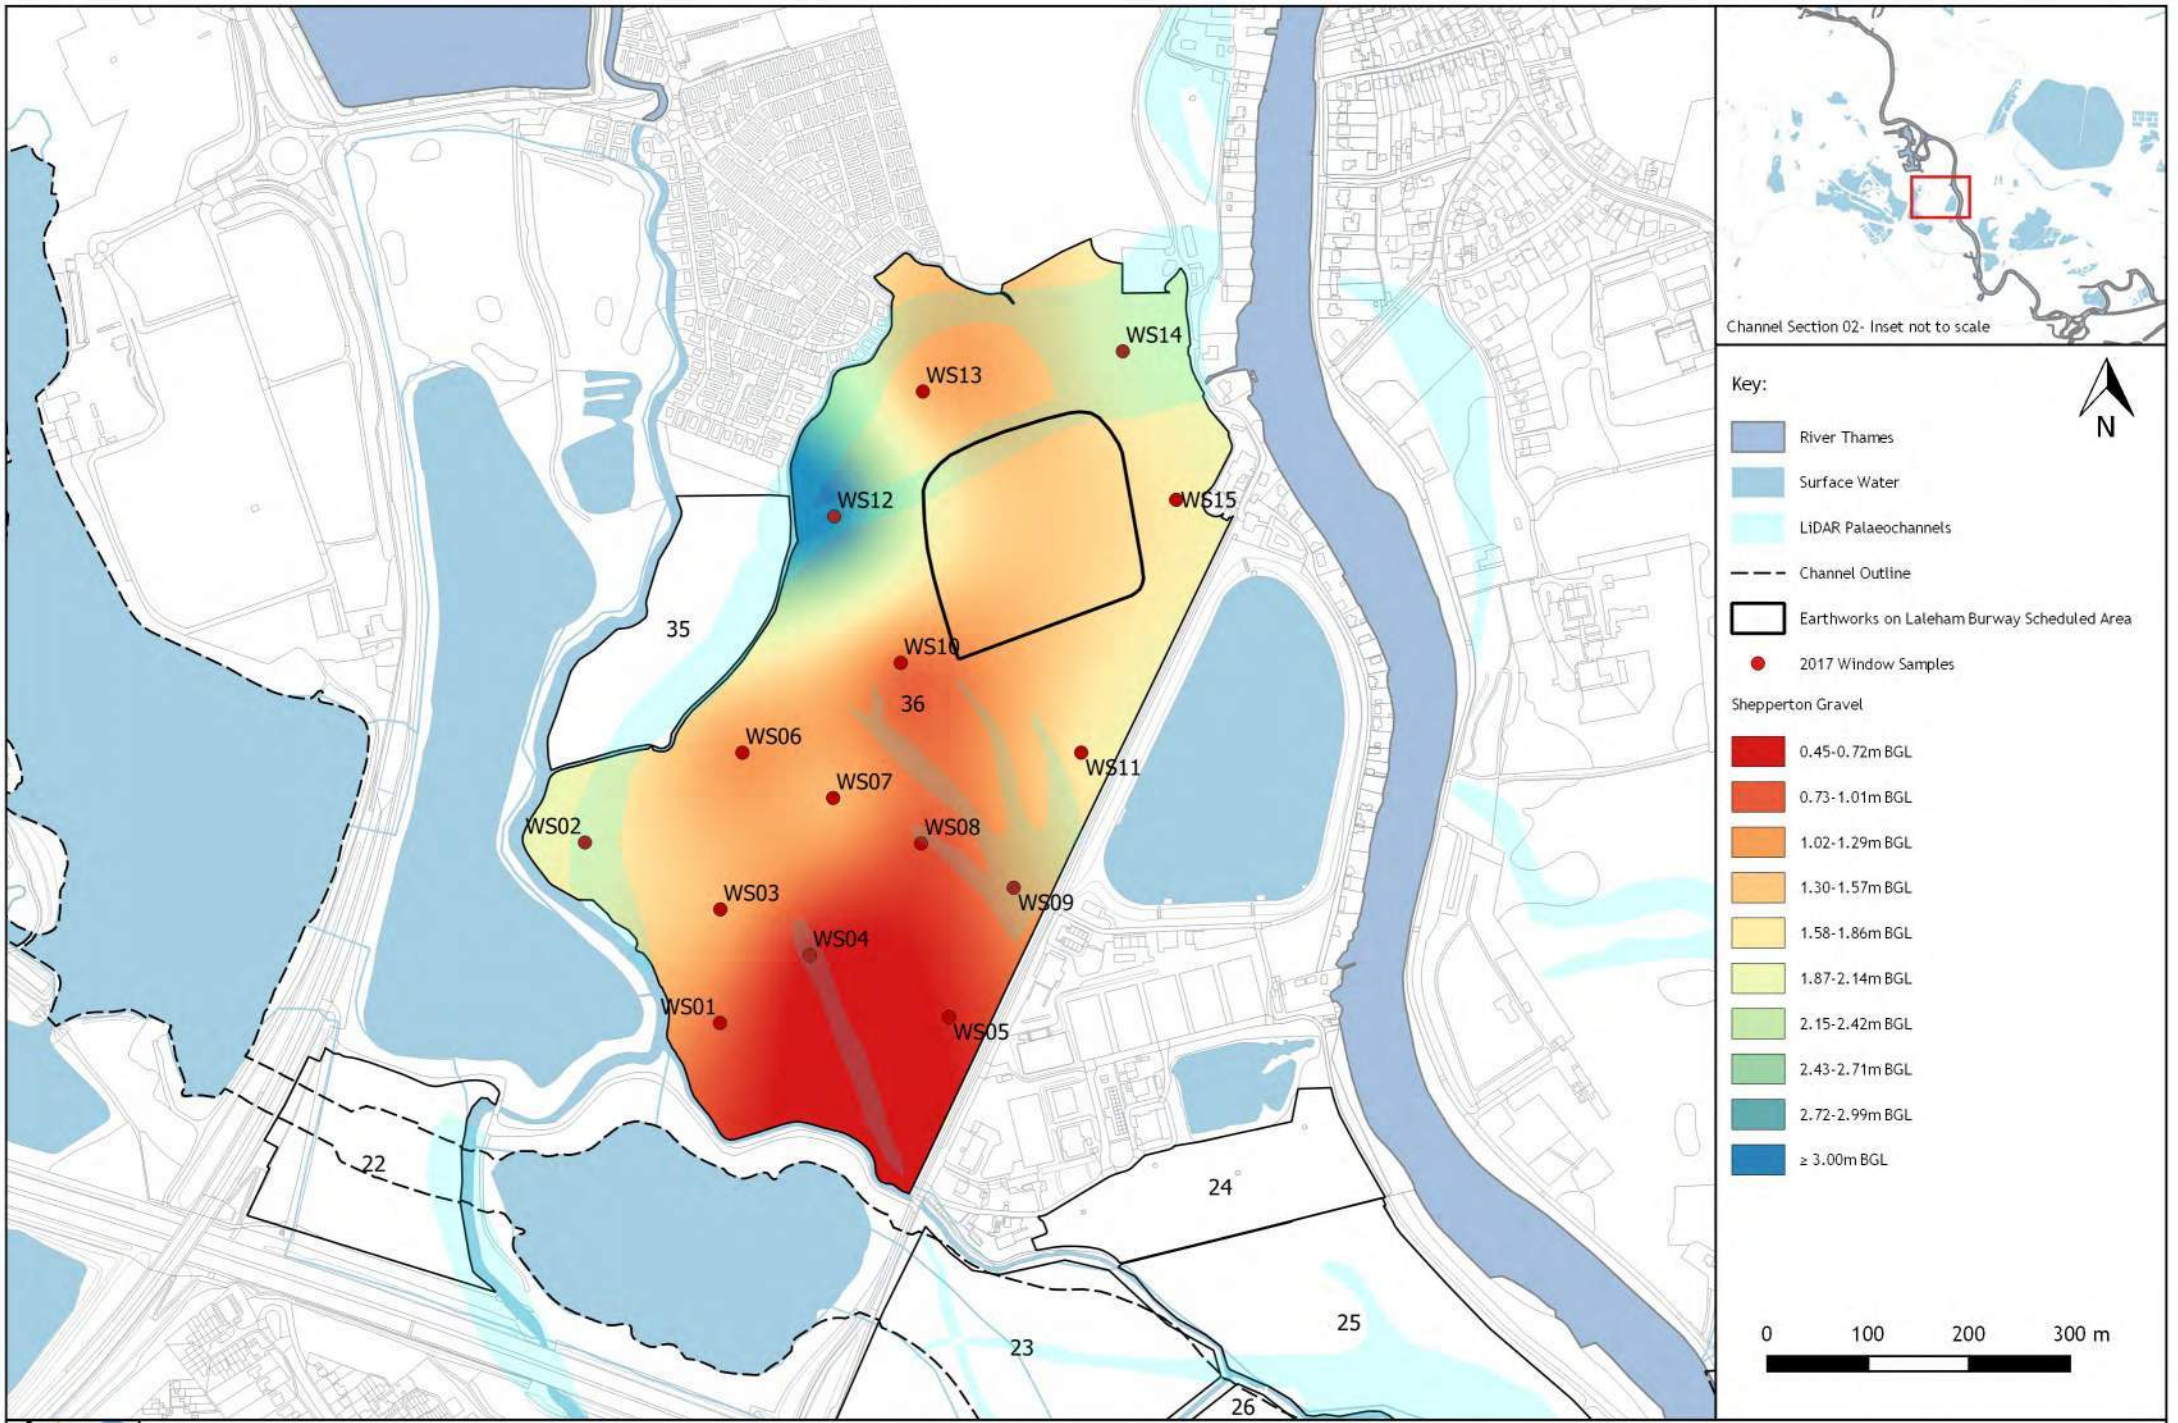 WS14
WS13
WS12
WS15
35
WS10
36
WS06
WS11
WS07
WS02
WS08
WS03
WS09
WS04
WS01
WS05
22
24
25
23
26
Channel Section 02- Inset not to scale
Key:
N
River Thames
Surface Water
LiDAR Palaeochannels
Channel Outline
Earthworks on Laleham Burway Scheduled Area
2017 Window Samples
Shepperton Gravel
0.45-0.72m BGL
0.73-1.01m BGL
1.02-1.29m BGL
1.30-1.57m BGL
1.58-1.86m BGL
1.87-2.14m BGL
2.15-2.42m BGL
2.43-2.71m BGL
2.72-2.99m BGL
≥ 3.00m BGL
0 100 200 300 m